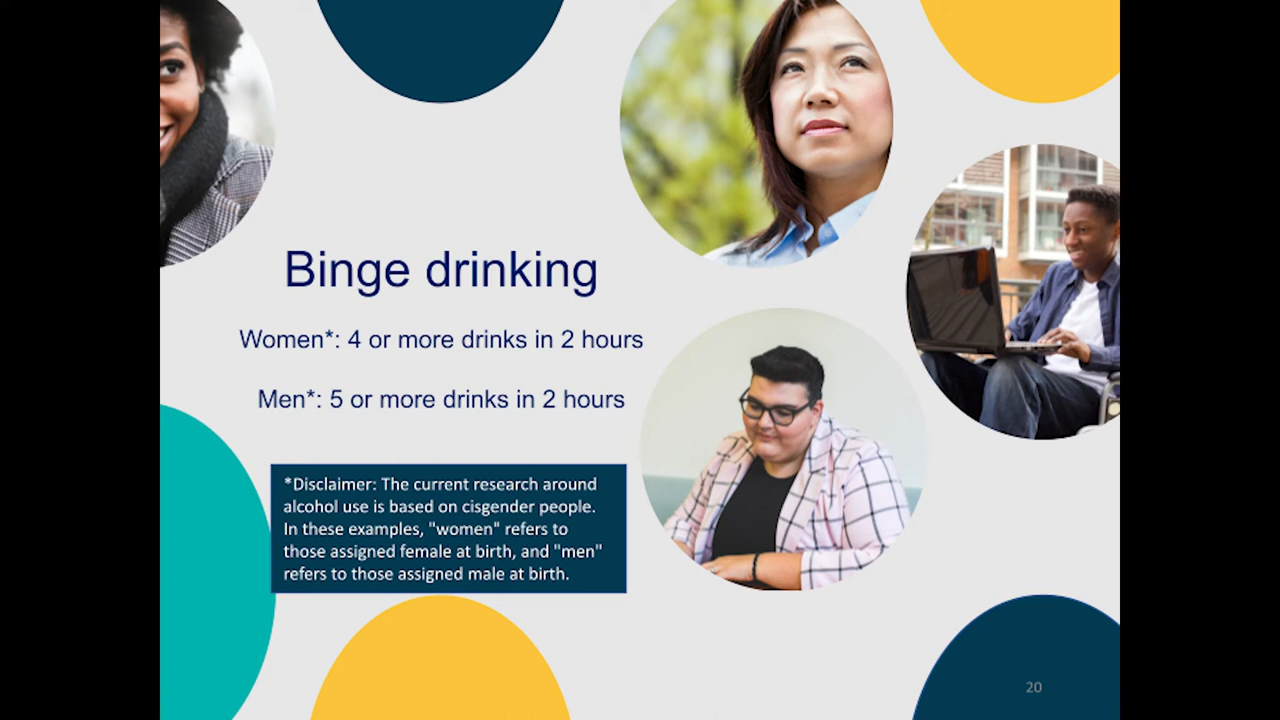 Binge drinking
Women*: 4 or more drinks in 2 hours
Men*: 5 or more drinks in 2 hours
*Disclaimer: The current research around
alcohol use is based on cisgender people.
In these examples, "women" refers to
those assigned female at birth, and "men"
refers to those assigned male at birth.
20